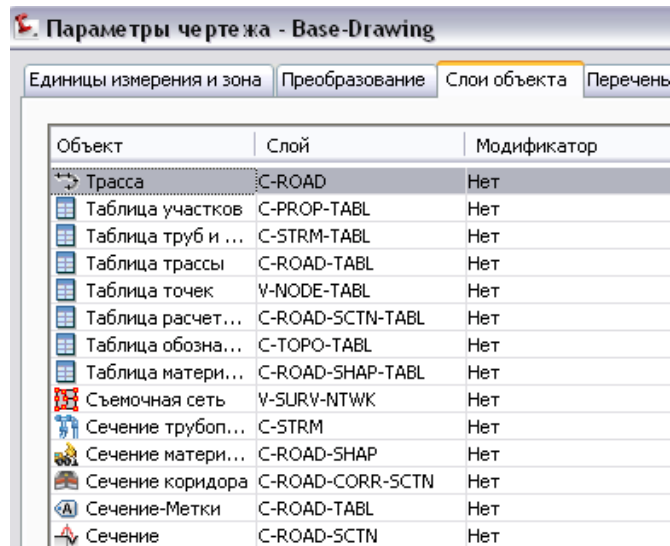 Параметры чертежа - Base-Drawing
Единицы измерения и зона Преобразование Слои объекта Перечень
Объект Слой Модификатор
Трасса C-ROAD Нет
Таблица участков C-PROP-TABL Нет
Таблица труб и ... C-STRM-TABL Нет
Таблица трассы C-ROAD-TABL Нет
Таблица точек V-NODE-TABL Нет
Таблица расчет... C-ROAD-SCTN-TABL Нет
Таблица обозна... C-TOPO-TABL Нет
Таблица матери... C-ROAD-SHAP-TABL Нет
Съемочная сеть V-SURV-NTWK Нет
Сечение трубоп... C-STRM Нет
Сечение матери... C-ROAD-SHAP Нет
Сечение коридора C-ROAD-CORR-SCTN Нет
Сечение-Метки C-ROAD-TABL Нет
Сечение C-ROAD-SCTN Нет